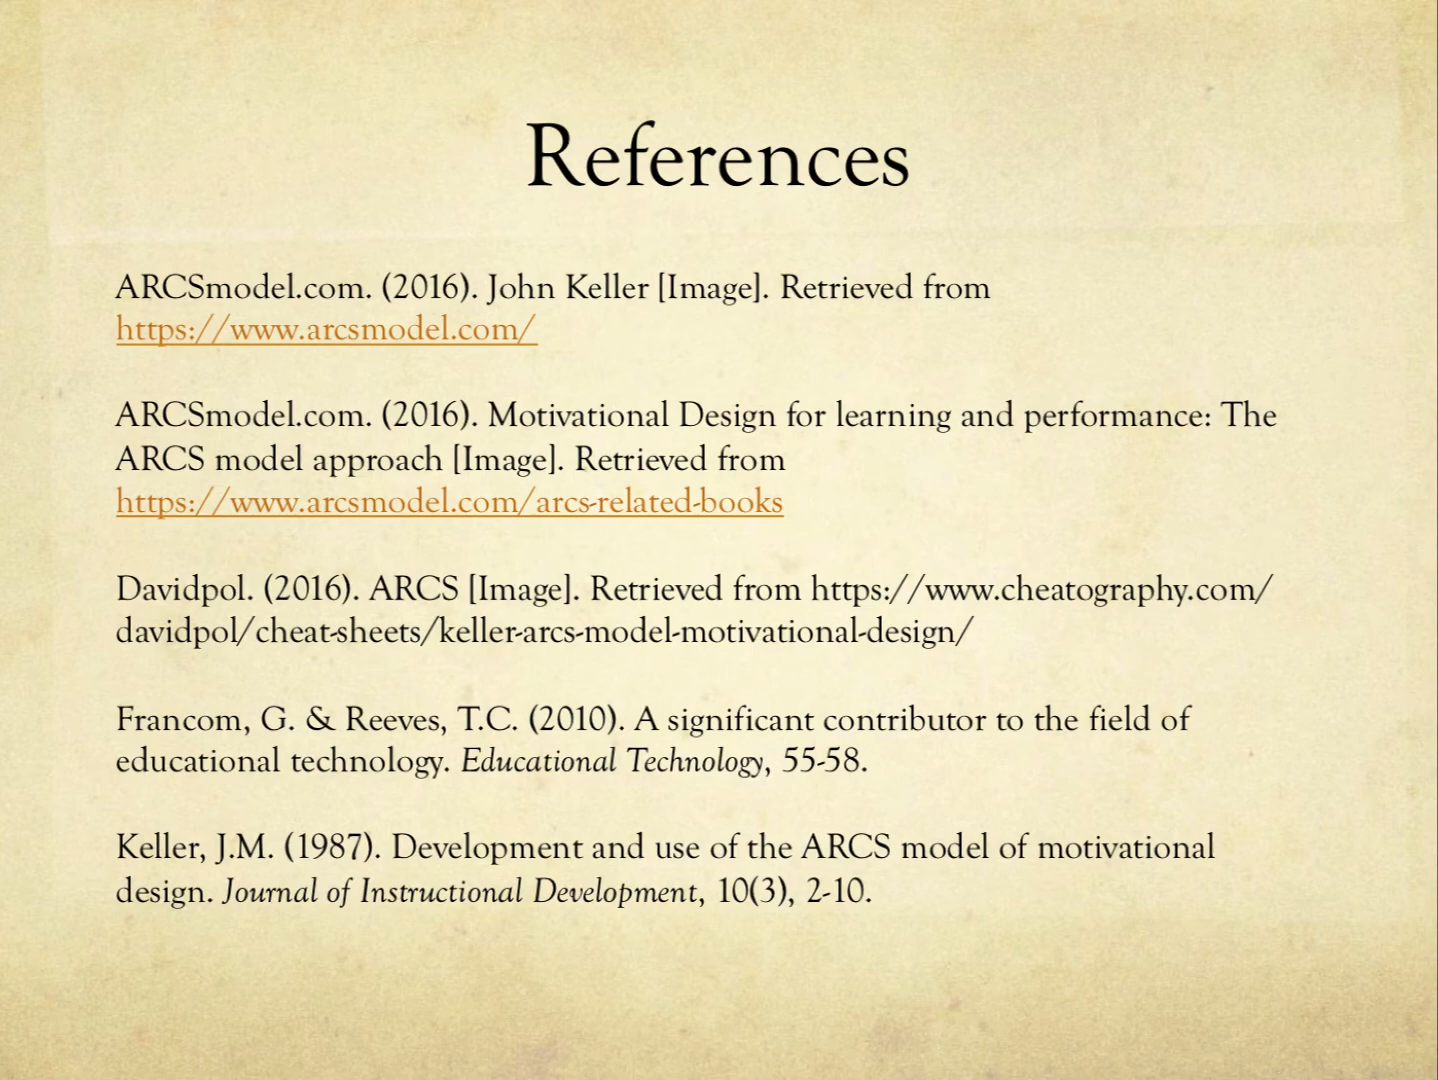 References
ARCSmodel.com. (2016). John Keller [Image]. Retrieved from
https://www.arcsmodel.com/
ARCSmodel.com. (2016). Motivational Design for learning and performance: The
ARCS model approach [Image]. Retrieved from
https://www.arcsmodel.com/arcs-related-books
Davidpol. (2016). ARCS [Image]. Retrieved from https://www.cheatography.com/
davidpol/cheat-sheets/keller-arcs-model-motivational-design/
Francom, G. & Reeves, T.C. (2010). A significant contributor to the field of
educational technology. Educational Technology, 55-58.
Keller, J.M. (1987). Development and use of the ARCS model of motivational
design. Journal of Instructional Development, 10(3), 2-10.